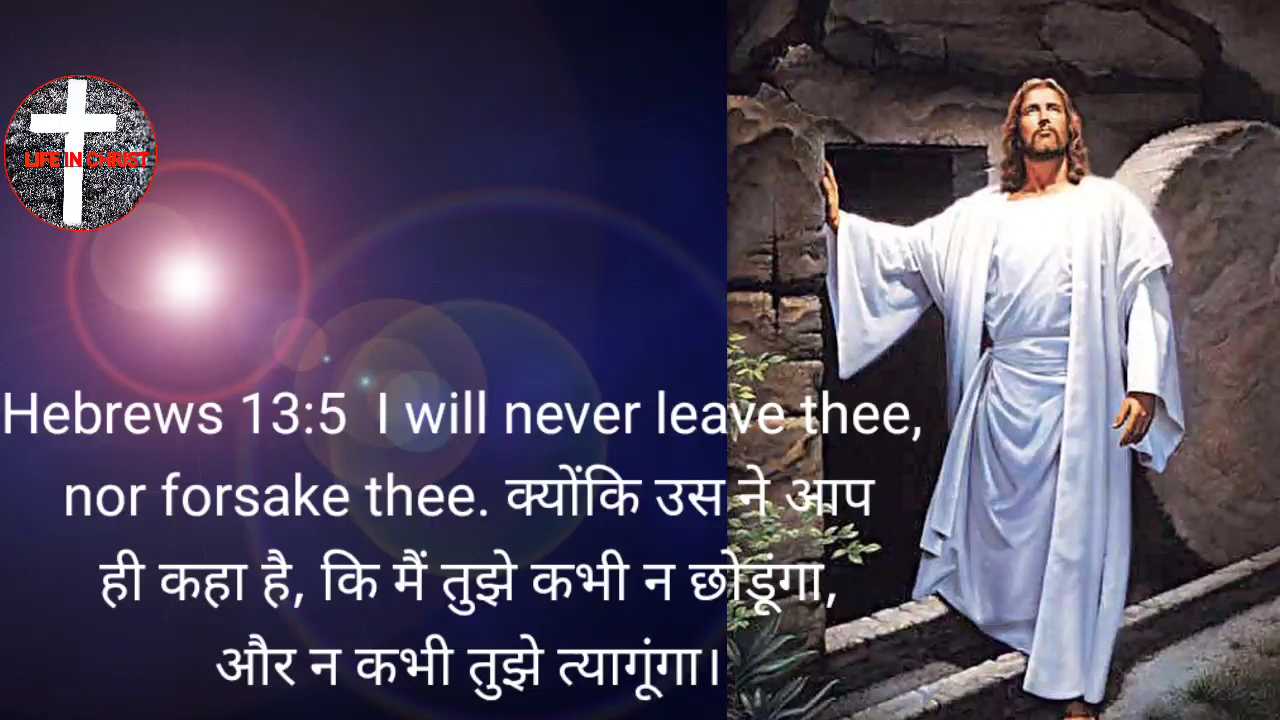 LIFE IN CHRIST
Hebrews 13:5 I will never leave thee,
nor forsake thee. क्योंकि उस ने आप
ही कहा है, कि मैं तुझे कभी न छोडूंगा,
और न कभी तुझे त्यागूंगा।